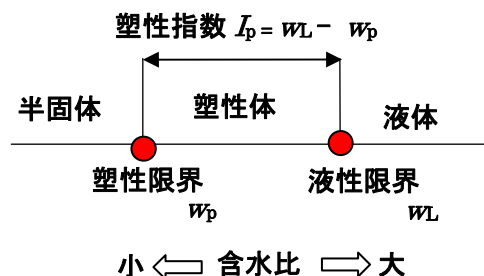 塑性指数 Ip = wL－ wp
半固体 塑性体 液体
塑性限界 液性限界
wp wL
小 含水比 大